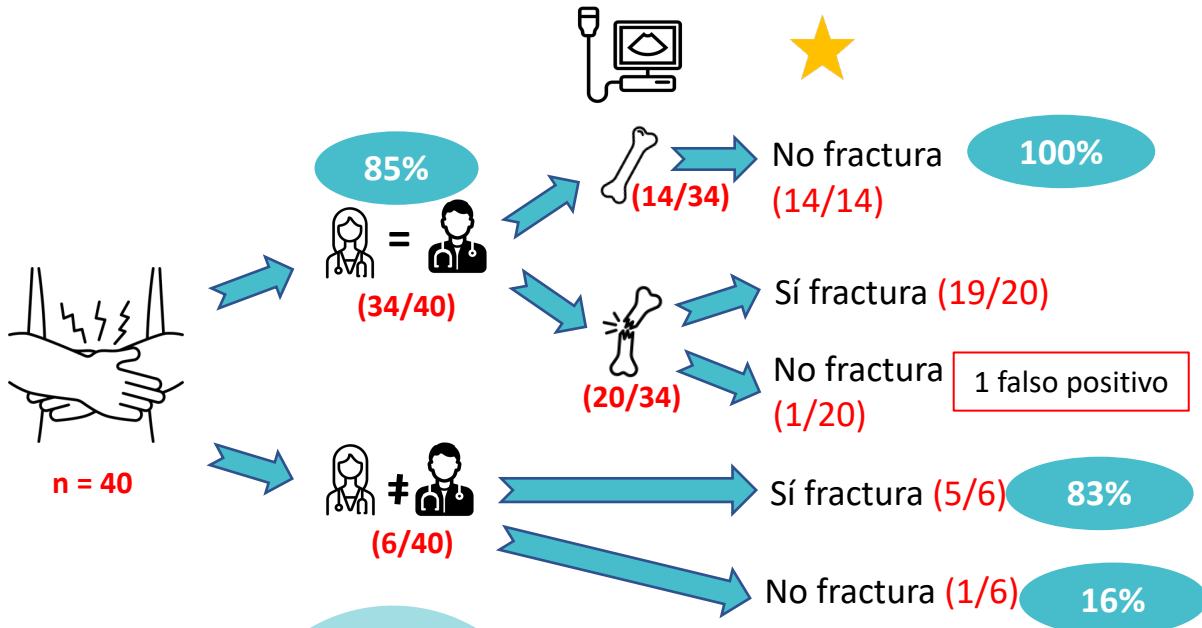 85%
=
(34/40)
(14/34)
No fractura
(14/14)
100%
(20/34)
Sí fractura (19/20)
No fractura
(1/20)
1 falso positivo
n = 40
≠
(6/40)
Sí fractura (5/6)
83%
No fractura (1/6)
16%